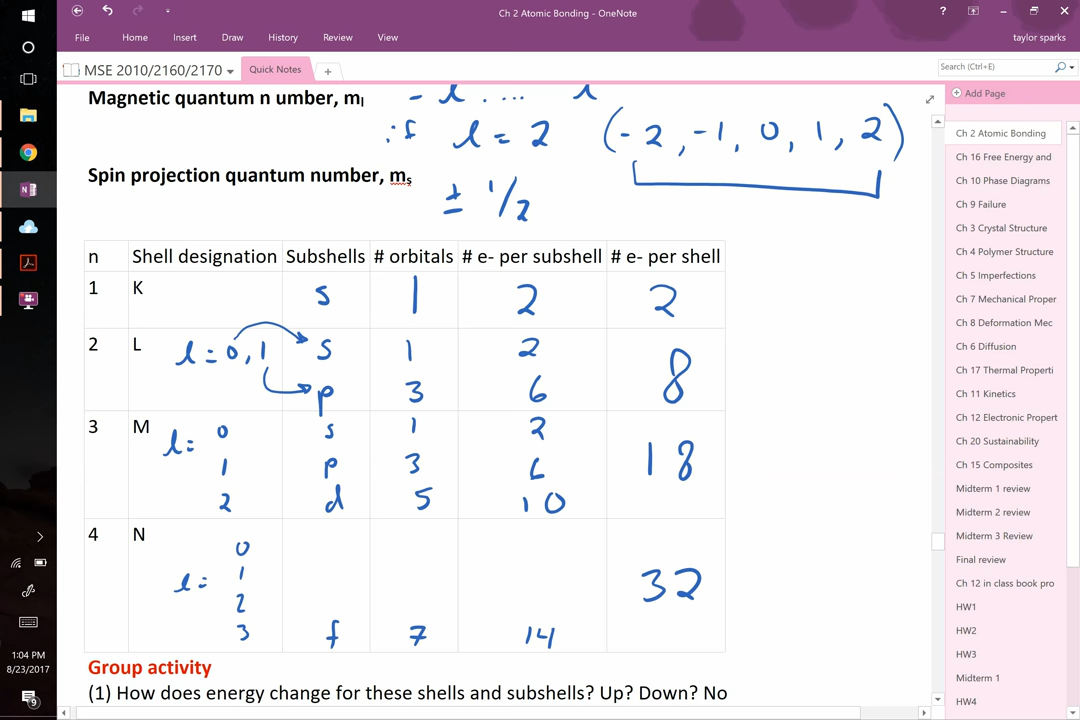 Ch 2 Atomic Bonding - OneNote
File Home Insert Draw History Review View
taylor sparks
MSE 2010/2160/2170
Quick Notes
Search (Ctrl+E)
Add Page
Magnetic quantum n umber, ml - l .... l
if l = 2 (-2, -1, 0, 1, 2)
Spin projection quantum number, ms
± 1/2
n Shell designation Subshells # orbitals # e- per subshell # e- per shell
1 K s 1 2 2
2 L l = 0, 1 s 1 2
p 3 6 8
3 M l = 0 s 1 2
1 p 3 6 18
2 d 5 10
4 N
0
l = 1 32
2
3 f 7 14
Group activity
(1) How does energy change for these shells and subshells? Up? Down? No
Ch 2 Atomic Bonding
Ch 16 Free Energy and
Ch 10 Phase Diagrams
Ch 9 Failure
Ch 3 Crystal Structure
Ch 4 Polymer Structure
Ch 5 Imperfections
Ch 7 Mechanical Proper
Ch 8 Deformation Mec
Ch 6 Diffusion
Ch 17 Thermal Properti
Ch 11 Kinetics
Ch 12 Electronic Propert
Ch 20 Sustainability
Ch 15 Composites
Midterm 1 review
Midterm 2 review
Midterm 3 Review
Final review
Ch 12 in class book pro
HW1
HW2
HW3
Midterm 1
HW4
1:04 PM
8/23/2017
9